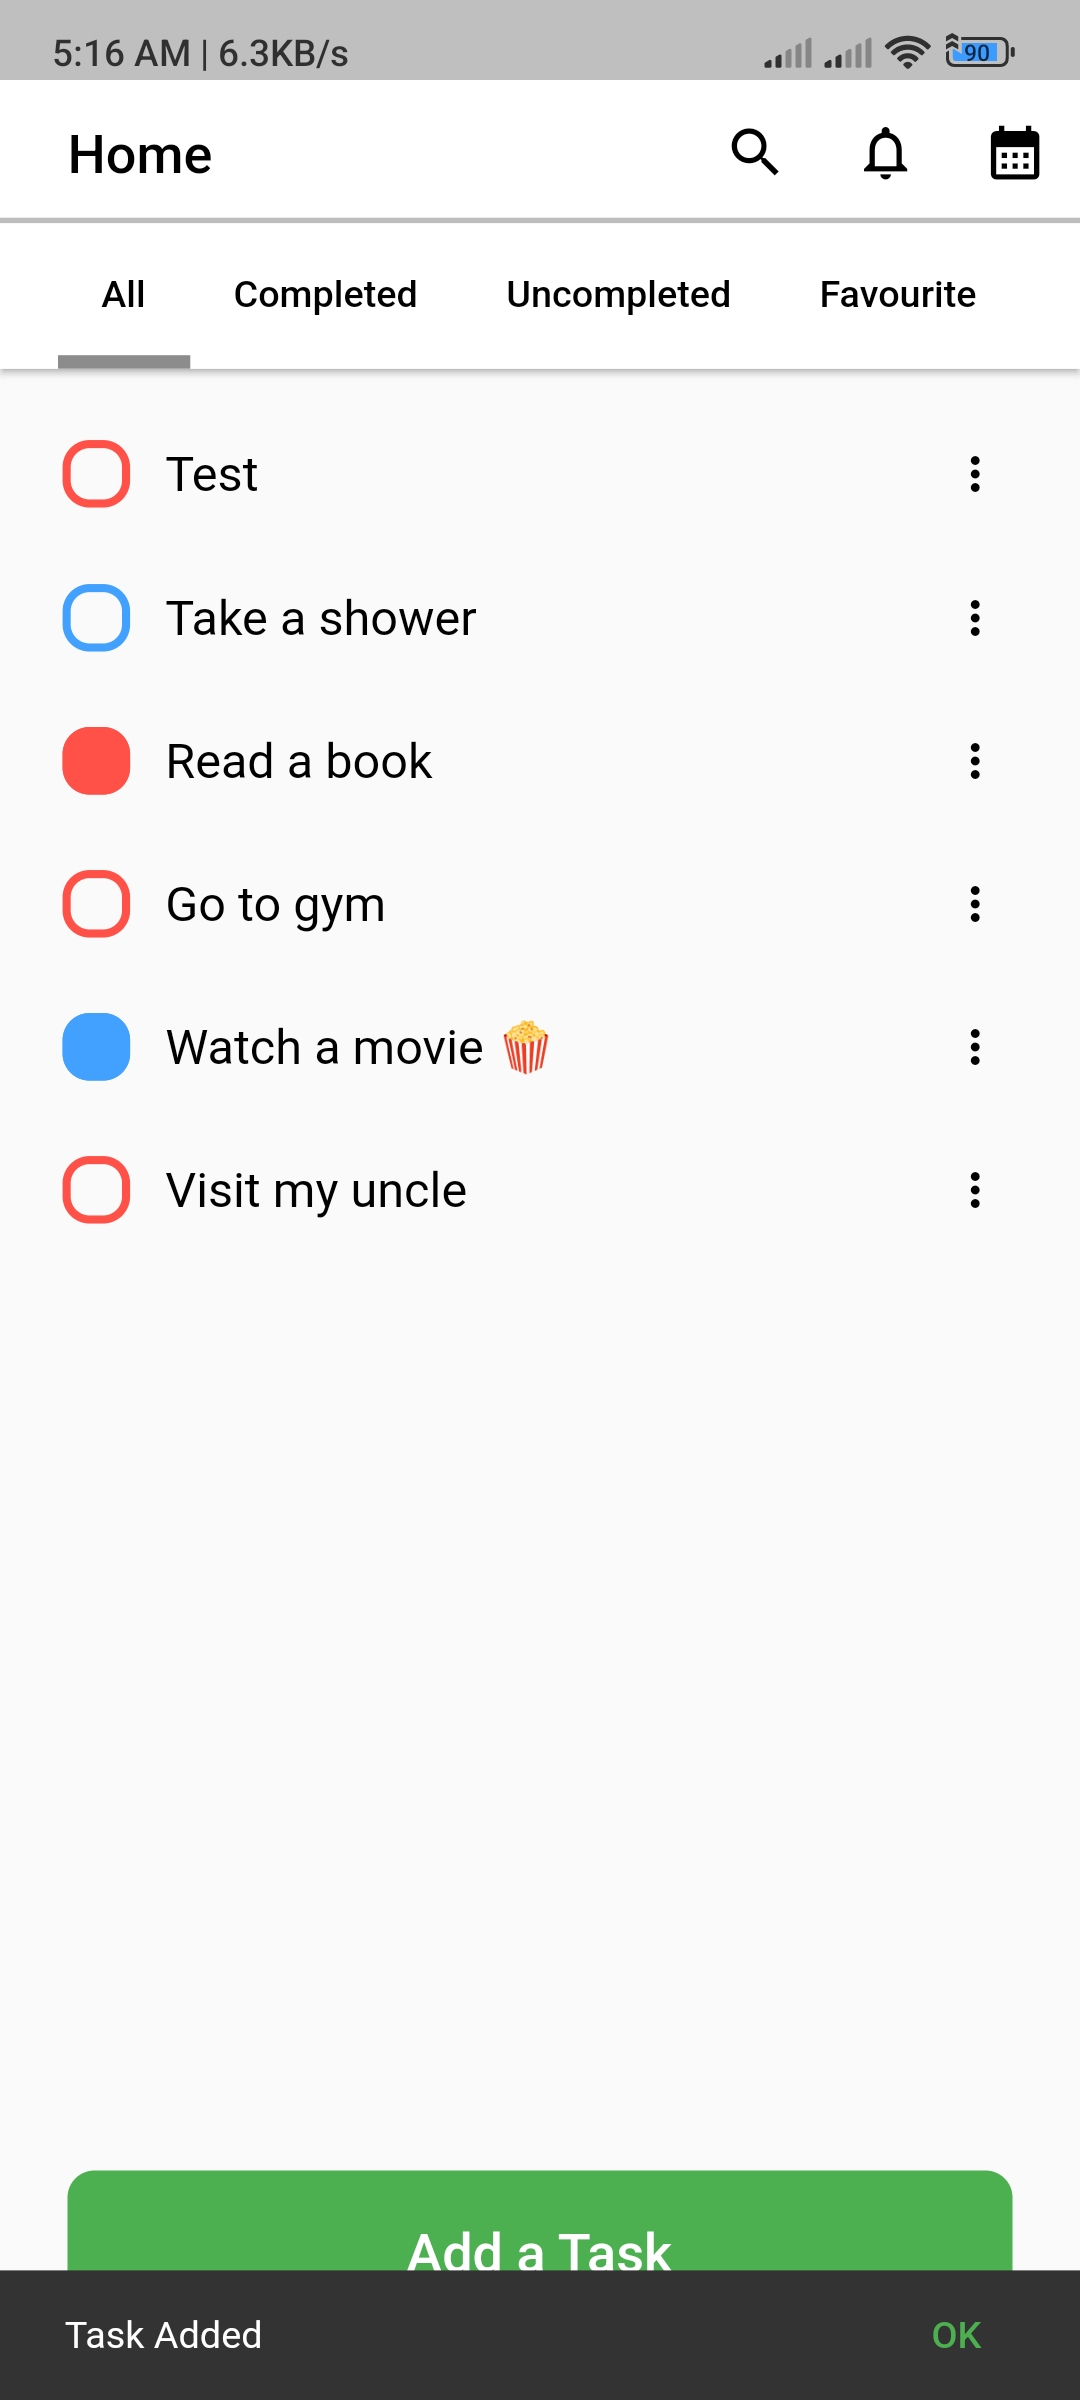 5:16 AM | 6.3KB/s 90
Home
All Completed Uncompleted Favourite
Test
Take a shower
Read a book
Go to gym
Watch a movie 🍿
Visit my uncle
Add a Task
Task Added OK